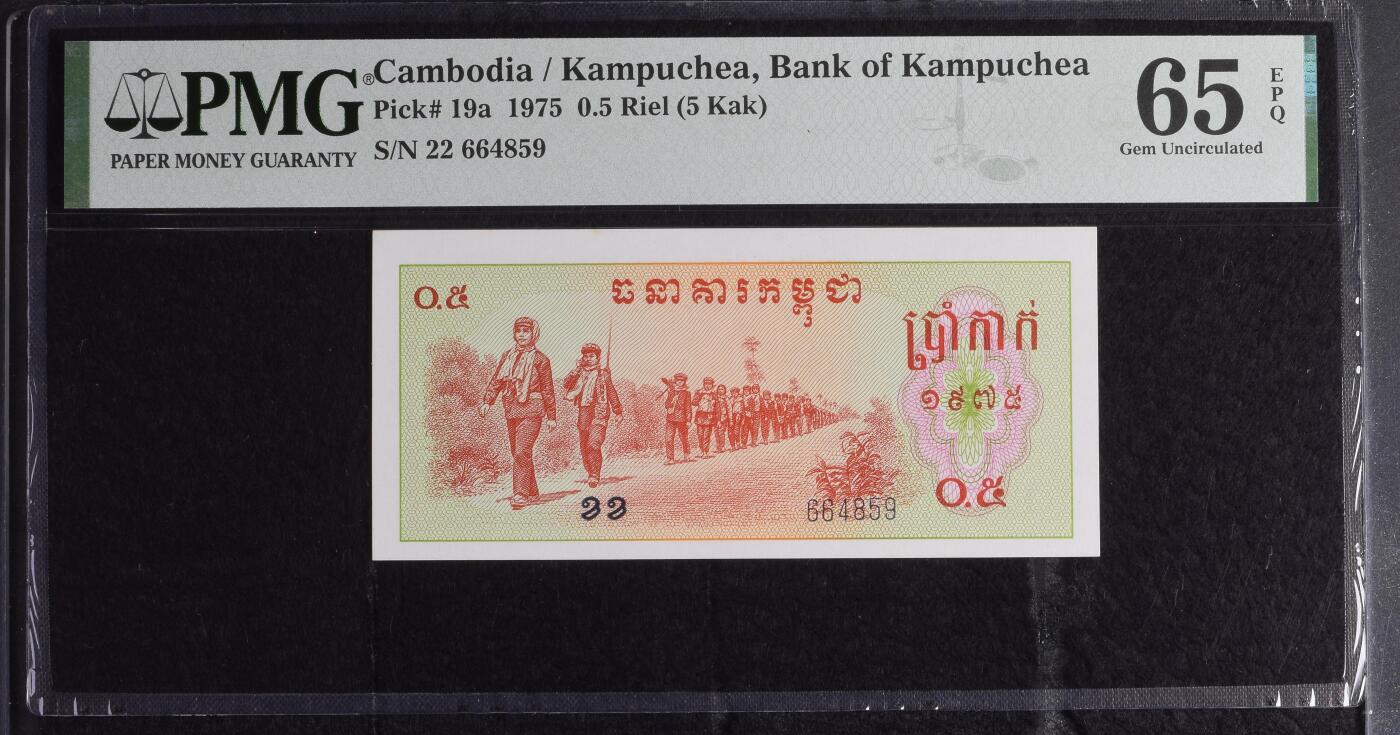 PMG®
PAPER MONEY GUARANTY
Cambodia / Kampuchea, Bank of Kampuchea
Pick# 19a 1975 0.5 Riel (5 Kak)
S/N 22 664859
65
EPQ
Gem Uncirculated
០.៥
ធនាគារកម្ពុជា
ប្រាំកាក់
១៩៧៥
០.៥
ខខ
664859